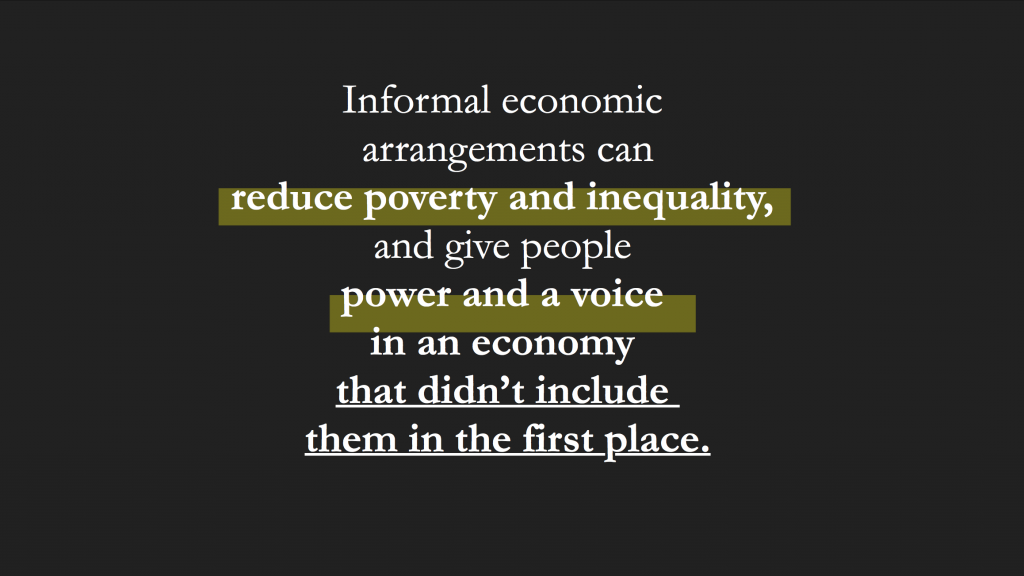 Informal economic
arrangements can
reduce poverty and inequality,
and give people
power and a voice
in an economy
that didn’t include
them in the first place.